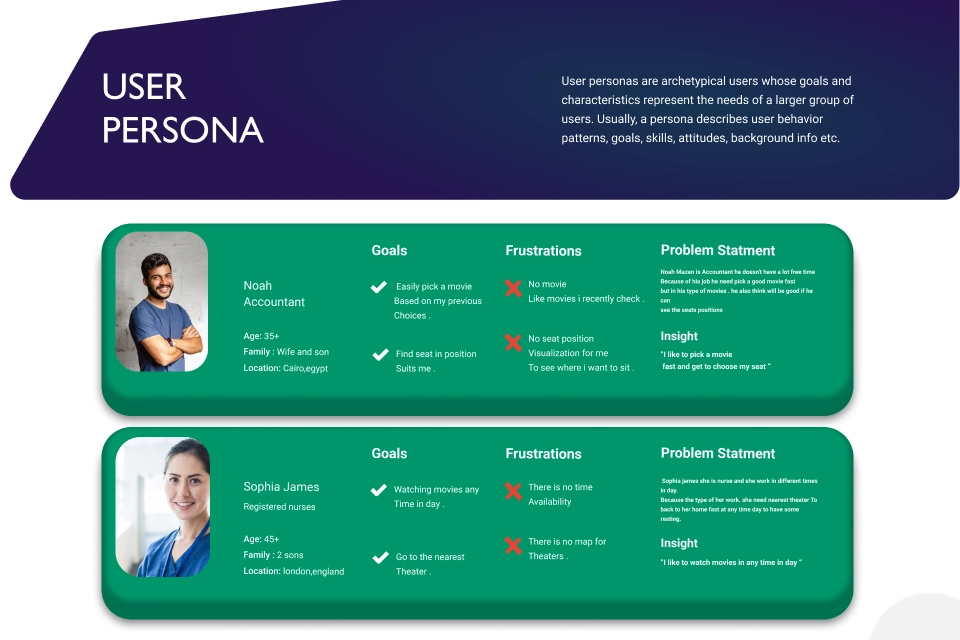 USER
PERSONA
User personas are archetypical users whose goals and
characteristics represent the needs of a larger group of
users. Usually, a persona describes user behavior
patterns, goals, skills, attitudes, background info etc.
Noah
Accountant
Age: 35+
Family : Wife and son
Location: Cairo,egypt
Goals
Easily pick a movie
Based on my previous
Choices .
Find seat in position
Suits me .
Frustrations
No movie
Like movies i recently check .
No seat position
Visualization for me
To see where i want to sit .
Problem Statment
Noah Mazen is Accountant he doesn't have a lot free time
Because of his job he need pick a good movie fast
but in his type of movies . he also think will be good if he
can
see the seats positions
Insight
"I like to pick a movie
fast and get to choose my seat "
Sophia James
Registered nurses
Age: 45+
Family : 2 sons
Location: london,england
Goals
Watching movies any
Time in day .
Go to the nearest
Theater .
Frustrations
There is no time
Availability
There is no map for
Theaters .
Problem Statment
Sophia james she is nurse and she work in different times
in day.
Because the type of her work. she need nearest theater To
back to her home fast at any time day to have some
resting.
Insight
"I like to watch movies in any time in day "